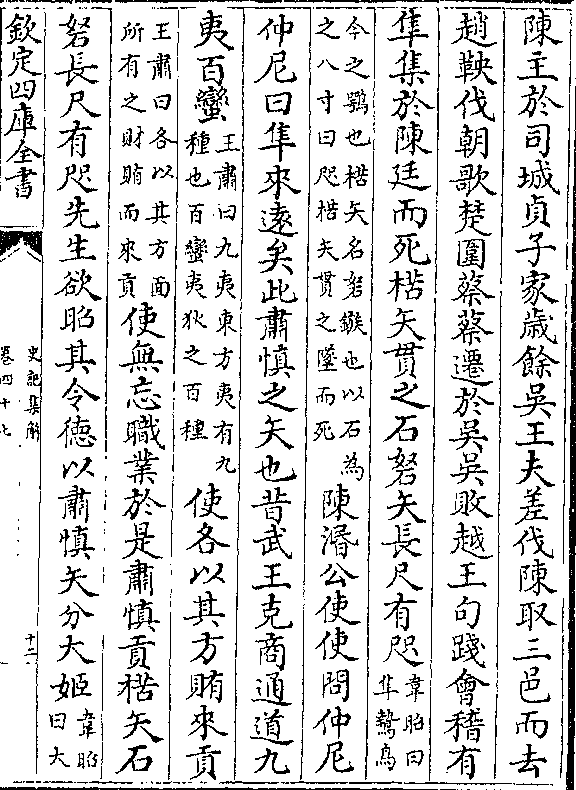 陳主於司城貞子家歲餘吳王夫差伐陳取三邑而去
趙鞅伐朝歌楚圍蔡蔡遷於吳吳敗越王句踐會稽有
隼集於陳廷而死楛矢貫之石砮矢長尺有咫韋昭曰隼鷙鳥
今之鶚也楛矢名砮鏃也以石為之八寸曰咫楛矢貫之墜而死陳湣公使使問仲尼
仲尼曰隼來遠矣此肅慎之矢也昔武王克商通道九
夷百蠻王肅曰九夷東方夷有九種也百蠻夷狄之百種使各以其方賄來貢
王肅曰各以其方面所有之財賄而來貢使無忘職業於是肅慎貢楛矢石
砮長尺有咫先生欲昭其令德以肅慎矢分大姬韋昭曰大
欽定四庫全書
史記集解
卷四十七
十二